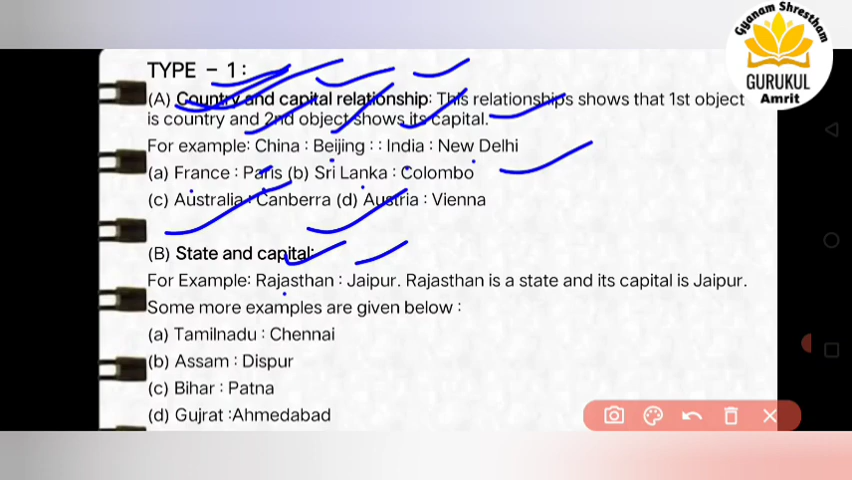 Gyanam Shrestham
GURUKUL
Amrit
TYPE - 1 :
(A) Country and capital relationship: This relationships shows that 1st object
is country and 2nd object shows its capital.
For example: China : Beijing : : India : New Delhi
(a) France : Paris (b) Sri Lanka : Colombo
(c) Australia : Canberra (d) Austria : Vienna
(B) State and capital:
For Example: Rajasthan : Jaipur. Rajasthan is a state and its capital is Jaipur.
Some more examples are given below :
(a) Tamilnadu : Chennai
(b) Assam : Dispur
(c) Bihar : Patna
(d) Gujrat :Ahmedabad